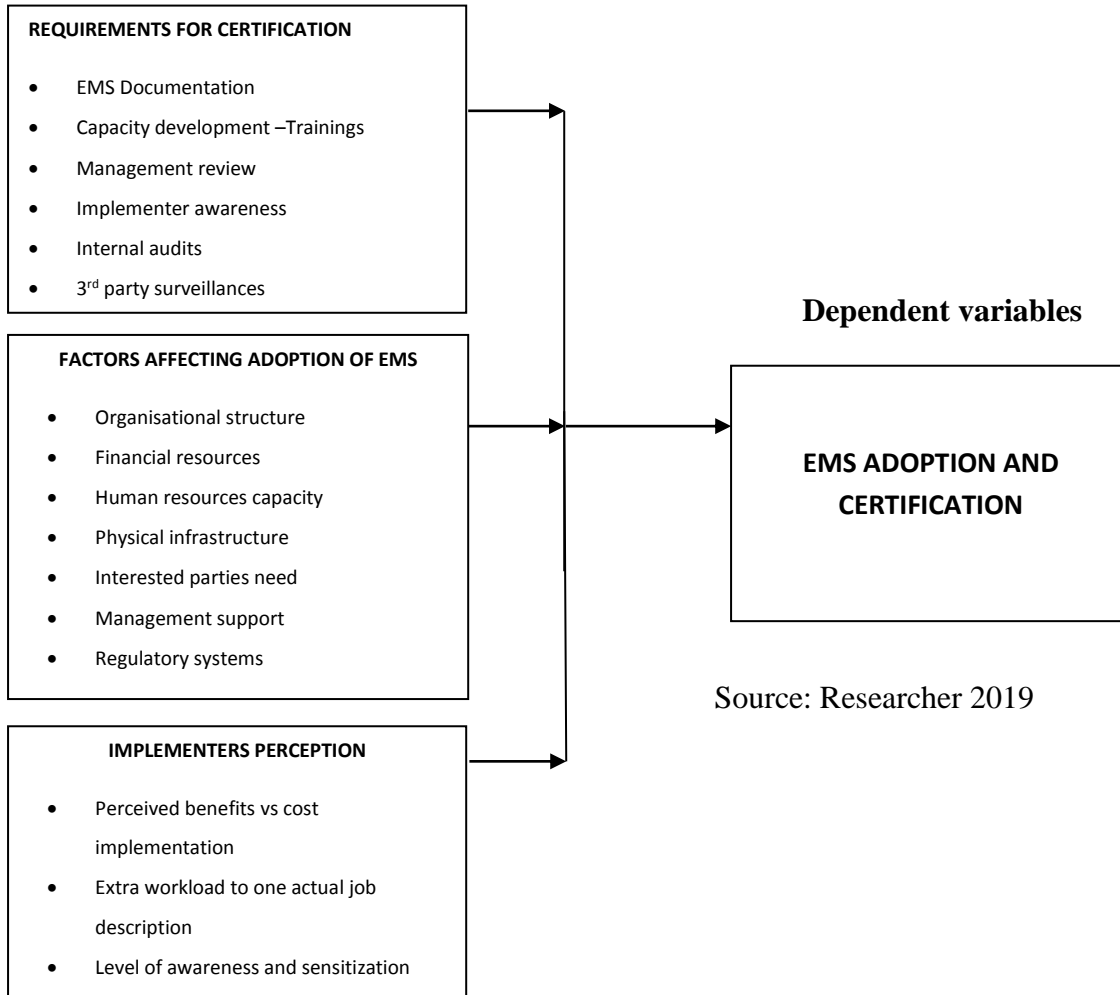 REQUIREMENTS FOR CERTIFICATION
• EMS Documentation
• Capacity development –Trainings
• Management review
• Implementer awareness
• Internal audits
• 3rd party surveillances
FACTORS AFFECTING ADOPTION OF EMS
• Organisational structure
• Financial resources
• Human resources capacity
• Physical infrastructure
• Interested parties need
• Management support
• Regulatory systems
IMPLEMENTERS PERCEPTION
• Perceived benefits vs cost
implementation
• Extra workload to one actual job
description
• Level of awareness and sensitization
Dependent variables
EMS ADOPTION AND
CERTIFICATION
Source: Researcher 2019